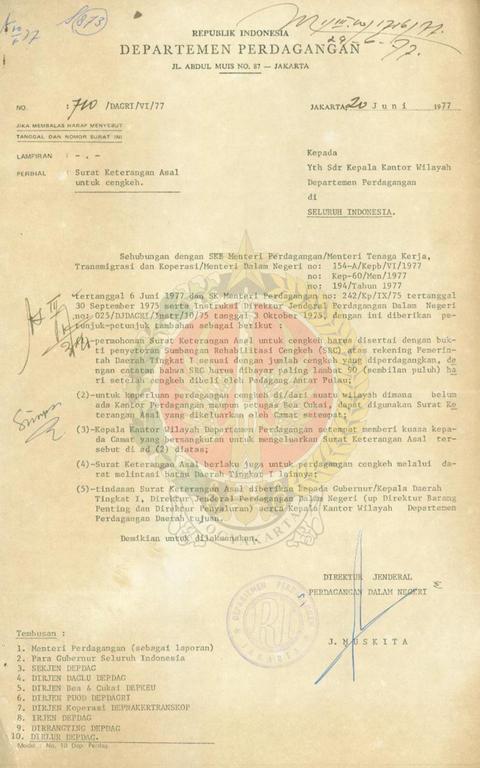 REPUBLIK INDONESIA
DEPARTEMEN PERDAGANGAN
JL. ABDUL MUIS NO. 87 — JAKARTA
NO. : 710 /DAGRI/VI/77
JAKARTA, 20 Juni 1977
JIKA MEMBALAS HARAP MENYEBUT
TANGGAL DAN NOMOR SURAT INI
LAMPIRAN : - . -
PERIHAL : Surat Keterangan Asal
untuk cengkeh.
Kepada
Yth Sdr Kepala Kantor Wilayah
Departemen Perdagangan
di
SELURUH INDONESIA.
Sehubungan dengan SKB Menteri Perdagangan/Menteri Tenaga Kerja,
Transmigrasi dan Koperasi/Menteri Dalam Negeri no: 154-A/Kepb/VI/1977
no: Kep-60/Men/1977
no: 194/Tahun 1977
tertanggal 6 Juni 1977 dan SK Menteri Perdagangan no: 242/Kp/IX/75 tertanggal
30 September 1975 serta Instruksi Direktur Jenderal Perdagangan Dalam Negeri
no: 025/DJDAGRI/Ins/10/75 tanggal 3 Oktober 1975, dengan ini diberikan pe-
tunjuk-petunjuk tambahan sebagai berikut :
permohonan Surat Keterangan Asal untuk cengkeh harus disertai dengan buk-
ti penyetoran Sumbangan Rehabilitasi Cengkeh (SRC) atas rekening Pemerin-
tah Daerah Tingkat I sesuai dengan jumlah cengkeh yang diperdagangkan, de
ngan catatan bahwa SRC harus dibayar paling lambat 90 (sembilan puluh) ha
ri setelah cengkeh dibeli oleh Pedagang Antar Pulau;
(2)-untuk keperluan perdagangan cengkeh di/dari suatu wilayah dimana belum
ada Kantor Perdagangan maupun petugas Bea Cukai, dapat digunakan Surat Ke
terangan Asal yang dikeluarkan oleh Camat setempat;
(3)-Kepala Kantor Wilayah Departemen Perdagangan setempat memberi kuasa kepa-
da Camat yang bersangkutan untuk mengeluarkan Surat Keterangan Asal ter-
sebut di ad (2) diatas;
(4)-Surat Keterangan Asal berlaku juga untuk perdagangan cengkeh melalui da-
rat melintasi batas Daerah Tingkat I lainnya;
(5)-tindasan Surat Keterangan Asal diberikan kepada Gubernur/Kepala Daerah
Tingkat I, Direktur Jenderal Perdagangan Dalam Negeri (up Direktur Barang
Penting dan Direktur Penyaluran) serta Kepala Kantor Wilayah Departemen
Perdagangan Daerah tujuan.
Demikian untuk dilaksanakan.
DIREKTUR JENDERAL
PERDAGANGAN DALAM NEGERI
J. MUSKITA
Tembusan :
1. Menteri Perdagangan (sebagai laporan)
2. Para Gubernur Seluruh Indonesia
3. SEKJEN DEPDAG
4. DIRJEN DAGLU DEPDAG
5. DIRJEN Bea & Cukai DEPKEU
6. DIRJEN PUOD DEPDAGRI
7. DIRJEN Koperasi DEPNAKERTRANSKOP
8. IRJEN DEPDAG
9. DIRBANGTING DEPDAG
10. DIRLUR DEPDAG.
Model : No. 10 Dep. Perdag.